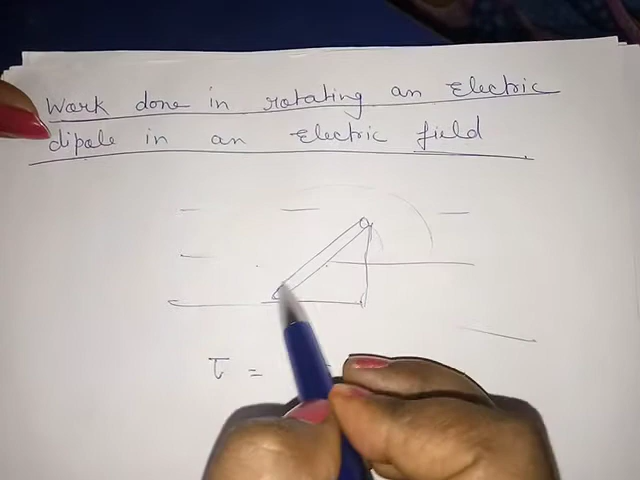 Work done in rotating an Electric
dipole in an Electric field
τ =